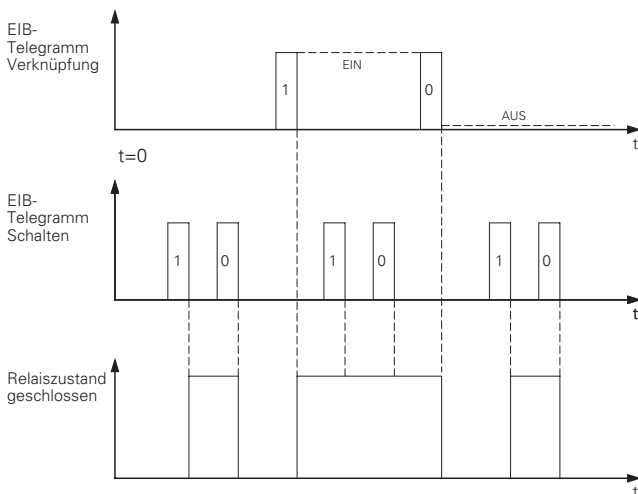 EIB-
Telegramm
Verknüpfung
1
EIN
0
AUS
t
t=0
EIB-
Telegramm
Schalten
1
0
1
0
1
0
t
Relaiszustand
geschlossen
t